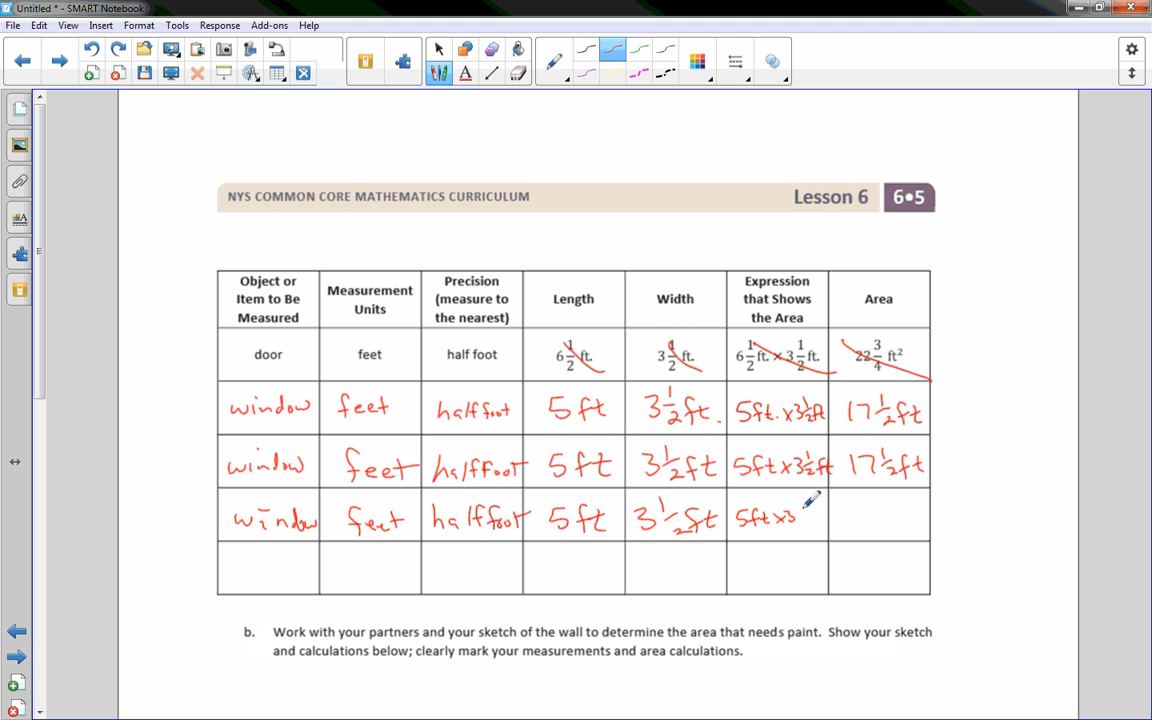 Untitled * - SMART Notebook
File Edit View Insert Format Tools Response Add-ons Help
NYS COMMON CORE MATHEMATICS CURRICULUM Lesson 6 6•5
Object or Item to Be Measured
Measurement Units
Precision (measure to the nearest)
Length
Width
Expression that Shows the Area
Area
door feet half foot 6 1/2 ft. 3 1/2 ft. 6 1/2 ft. x 3 1/2 ft. 22 3/4 ft²
window feet half foot 5 ft 3 1/2 ft. 5ft. x 3 1/2 ft 17 1/2 ft
window feet half foot 5 ft 3 1/2 ft 5ft x 3 1/2 ft 17 1/2 ft
window feet half foot 5 ft 3 1/2 ft 5ft x 3
b. Work with your partners and your sketch of the wall to determine the area that needs paint. Show your sketch
and calculations below; clearly mark your measurements and area calculations.